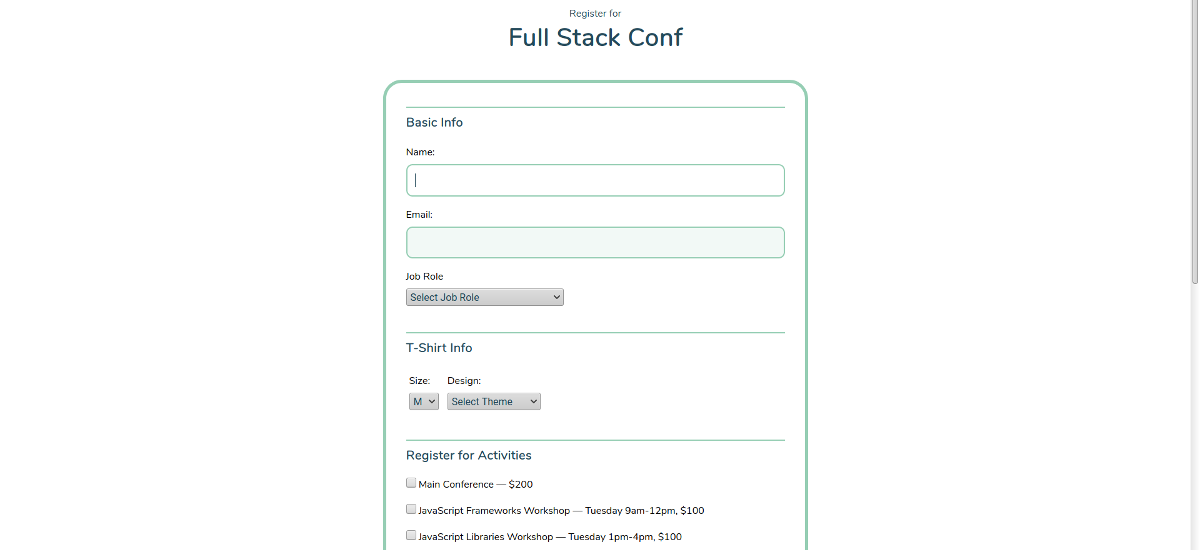 Register for
Full Stack Conf
Basic Info
Name:
Email:
Job Role
Select Job Role
T-Shirt Info
Size: Design:
M Select Theme
Register for Activities
Main Conference — $200
JavaScript Frameworks Workshop — Tuesday 9am-12pm, $100
JavaScript Libraries Workshop — Tuesday 1pm-4pm, $100